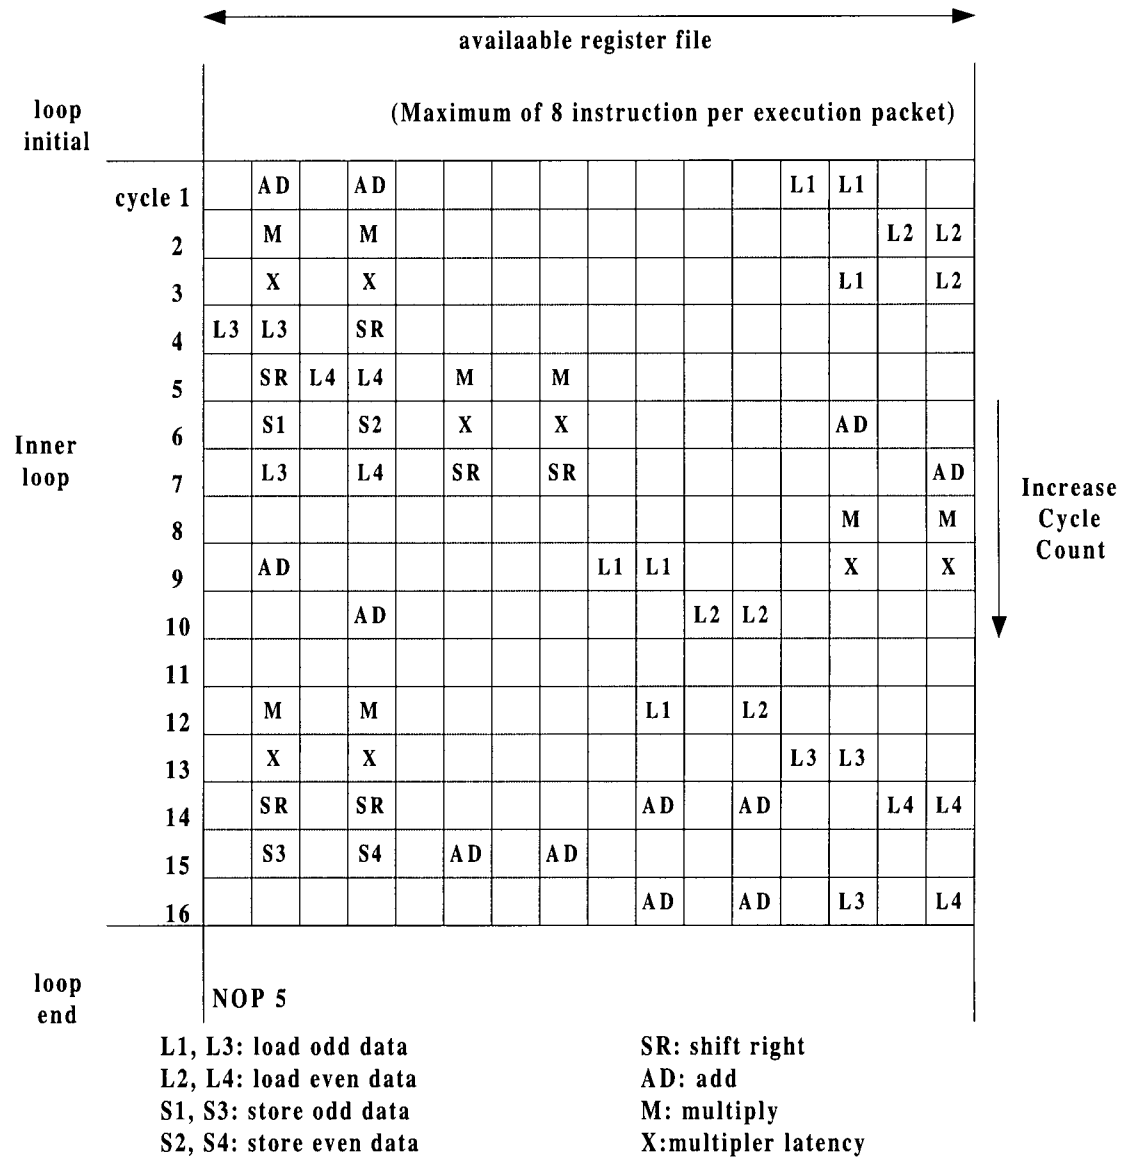 availaable register file
loop
initial
(Maximum of 8 instruction per execution packet)
cycle 1 AD AD L1 L1
2 M M L2 L2
3 X X L1 L2
4 L3 L3 SR
5 SR L4 L4 M M
6 S1 S2 X X AD
Inner
loop
7 L3 L4 SR SR AD
8 M M
9 AD L1 L1 X X
10 AD L2 L2
11
12 M M L1 L2
13 X X L3 L3
14 SR SR AD AD L4 L4
15 S3 S4 AD AD
16 AD AD L3 L4
Increase
Cycle
Count
loop
end
NOP 5
L1, L3: load odd data
L2, L4: load even data
S1, S3: store odd data
S2, S4: store even data
SR: shift right
AD: add
M: multiply
X:multipler latency